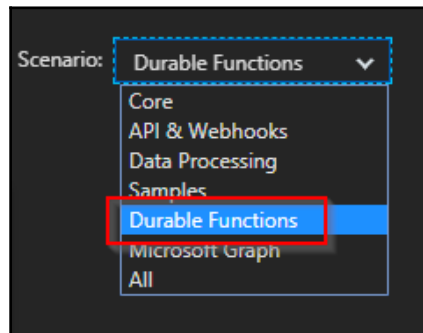 Scenario: Durable Functions
Core
API & Webhooks
Data Processing
Samples
Durable Functions
Microsoft Graph
All